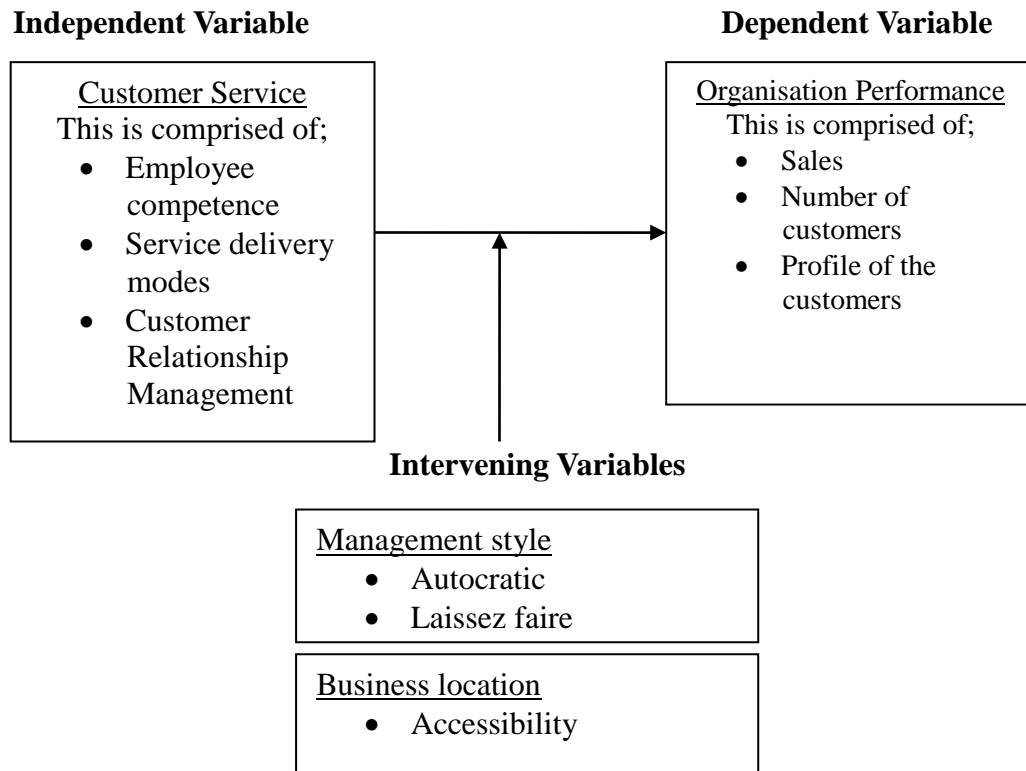 Independent Variable
Dependent Variable
Customer Service
This is comprised of;
• Employee
competence
• Service delivery
modes
• Customer
Relationship
Management
Organisation Performance
This is comprised of;
• Sales
• Number of
customers
• Profile of the
customers
Intervening Variables
Management style
• Autocratic
• Laissez faire
Business location
• Accessibility